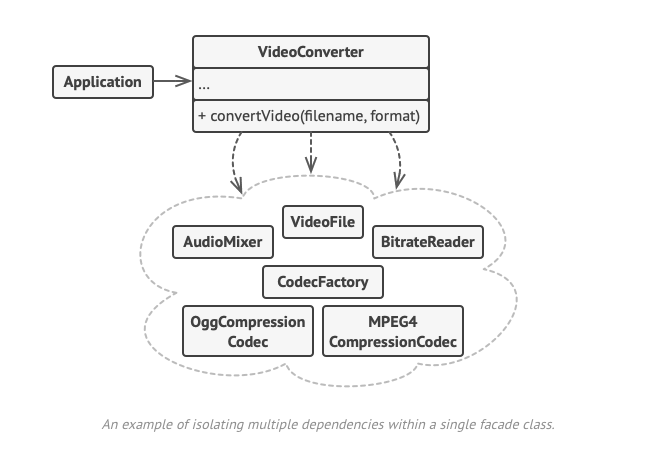 VideoConverter
Application
...
+ convertVideo(filename, format)
VideoFile
AudioMixer
BitrateReader
CodecFactory
OggCompression
Codec
MPEG4
CompressionCodec
An example of isolating multiple dependencies within a single facade class.